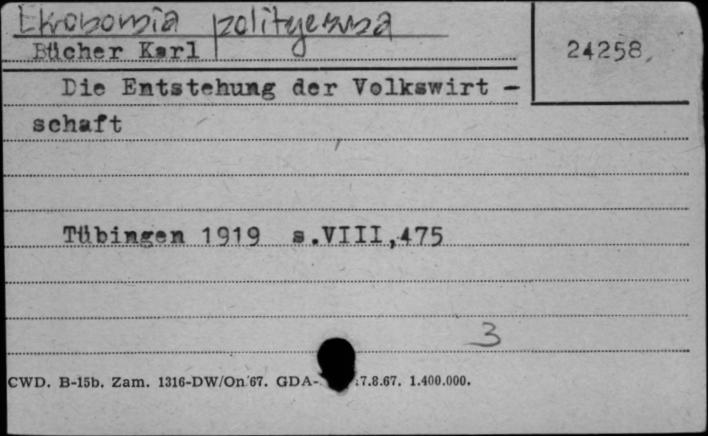 Ekonomia polityczna
Bücher Karl
24258
Die Entstehung der Volkswirt -
schaft
Tübingen 1919 s.VIII,475
3
CWD. B-15b. Zam. 1316-DW/On/67. GDA- 7.8.67. 1.400.000.